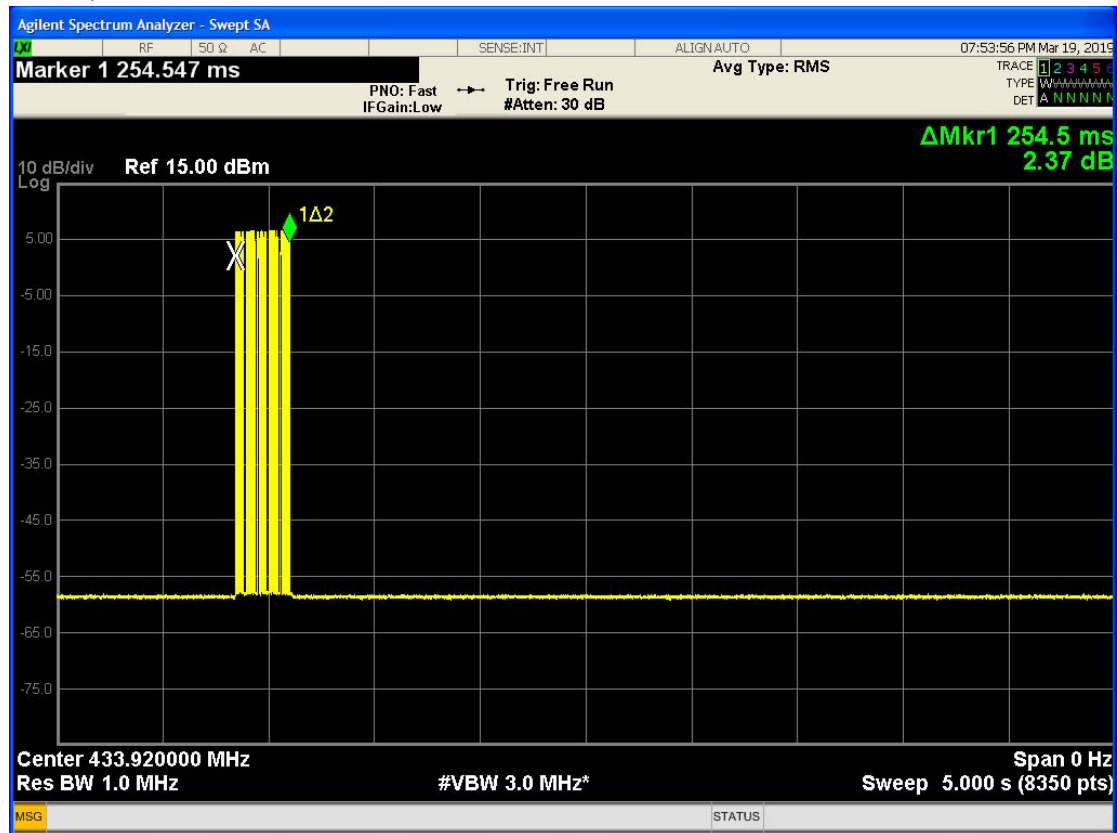 Agilent Spectrum Analyzer - Swept SA
LXI RF 50 Ω AC SENSE:INT ALIGN AUTO 07:53:56 PM Mar 19, 2019
Marker 1 254.547 ms
Avg Type: RMS
TRACE 1 2 3 4 5 6
PNO: Fast Trig: Free Run
TYPE
IFGain:Low #Atten: 30 dB
DET A N N N N N
ΔMkr1 254.5 ms
2.37 dB
10 dB/div Ref 15.00 dBm
Log
1Δ2
5.00
X
-5.00
-15.0
-25.0
-35.0
-45.0
-55.0
-65.0
-75.0
Center 433.920000 MHz Span 0 Hz
Res BW 1.0 MHz #VBW 3.0 MHz* Sweep 5.000 s (8350 pts)
MSG STATUS